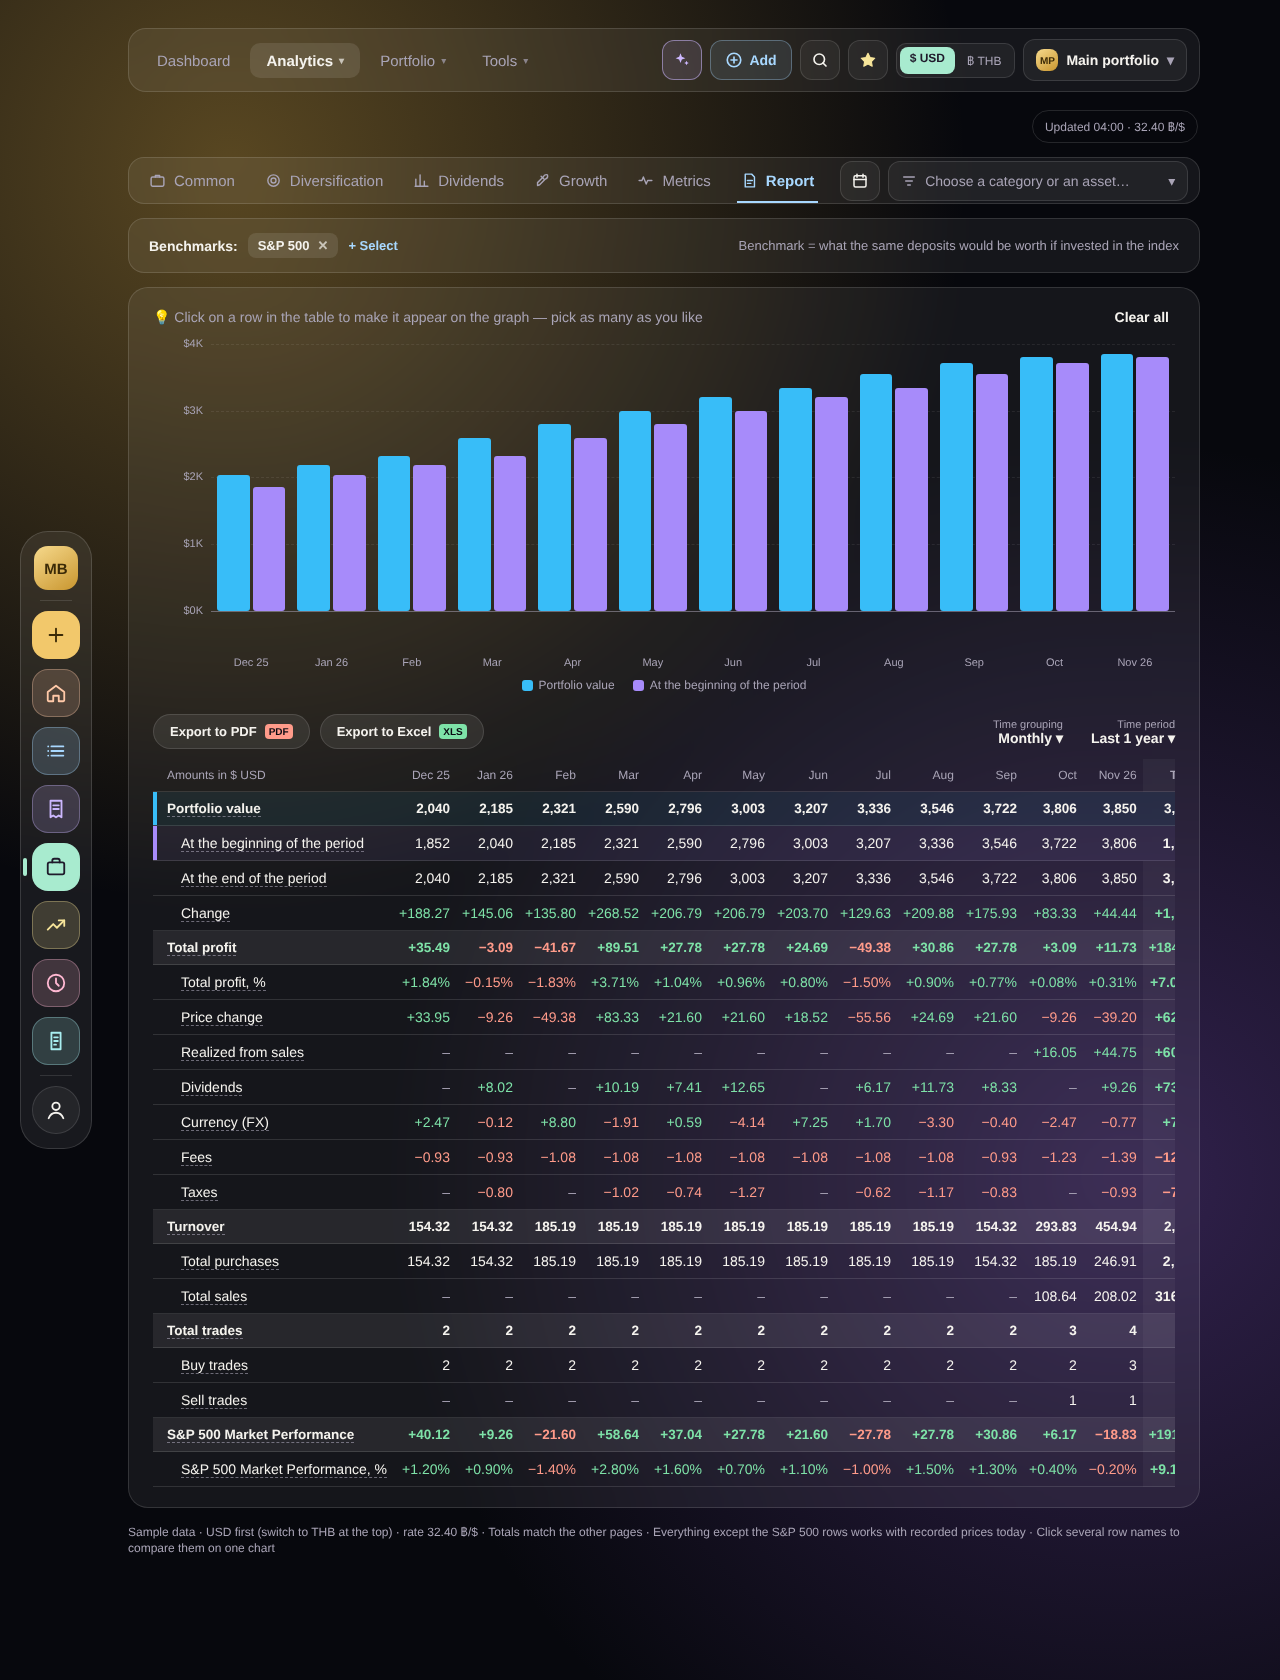 Dashboard Analytics ▾ Portfolio ▾ Tools ▾ Add $ USD ฿ THB MP Main portfolio ▾
Updated 04:00 · 32.40 ฿/$
Common Diversification Dividends Growth Metrics Report Choose a category or an asset… ▾
Benchmarks: S&P 500 ✕ + Select Benchmark = what the same deposits would be worth if invested in the index
💡 Click on a row in the table to make it appear on the graph — pick as many as you like Clear all
$4K
$3K
$2K
$1K
$0K
Dec 25 Jan 26 Feb Mar Apr May Jun Jul Aug Sep Oct Nov 26
Portfolio value At the beginning of the period
MB
Export to PDF PDF Export to Excel XLS Time grouping Monthly ▾ Time period Last 1 year ▾
Amounts in $ USD Dec 25 Jan 26 Feb Mar Apr May Jun Jul Aug Sep Oct Nov 26
Portfolio value 2,040 2,185 2,321 2,590 2,796 3,003 3,207 3,336 3,546 3,722 3,806 3,850 3,
At the beginning of the period 1,852 2,040 2,185 2,321 2,590 2,796 3,003 3,207 3,336 3,546 3,722 3,806 1,
At the end of the period 2,040 2,185 2,321 2,590 2,796 3,003 3,207 3,336 3,546 3,722 3,806 3,850 3,
Change +188.27 +145.06 +135.80 +268.52 +206.79 +206.79 +203.70 +129.63 +209.88 +175.93 +83.33 +44.44 +1,
Total profit +35.49 −3.09 −41.67 +89.51 +27.78 +27.78 +24.69 −49.38 +30.86 +27.78 +3.09 +11.73 +184
Total profit, % +1.84% −0.15% −1.83% +3.71% +1.04% +0.96% +0.80% −1.50% +0.90% +0.77% +0.08% +0.31% +7.0
Price change +33.95 −9.26 −49.38 +83.33 +21.60 +21.60 +18.52 −55.56 +24.69 +21.60 −9.26 −39.20 +62
Realized from sales – – – – – – – – – – +16.05 +44.75 +60
Dividends – +8.02 – +10.19 +7.41 +12.65 – +6.17 +11.73 +8.33 – +9.26 +73
Currency (FX) +2.47 −0.12 +8.80 −1.91 +0.59 −4.14 +7.25 +1.70 −3.30 −0.40 −2.47 −0.77 +7
Fees −0.93 −0.93 −1.08 −1.08 −1.08 −1.08 −1.08 −1.08 −1.08 −0.93 −1.23 −1.39 −12
Taxes – −0.80 – −1.02 −0.74 −1.27 – −0.62 −1.17 −0.83 – −0.93 −7
Turnover 154.32 154.32 185.19 185.19 185.19 185.19 185.19 185.19 185.19 154.32 293.83 454.94 2,
Total purchases 154.32 154.32 185.19 185.19 185.19 185.19 185.19 185.19 185.19 154.32 185.19 246.91 2,
Total sales – – – – – – – – – – 108.64 208.02 316
Total trades 2 2 2 2 2 2 2 2 2 2 3 4
Buy trades 2 2 2 2 2 2 2 2 2 2 2 3
Sell trades – – – – – – – – – – 1 1
S&P 500 Market Performance +40.12 +9.26 −21.60 +58.64 +37.04 +27.78 +21.60 −27.78 +27.78 +30.86 +6.17 −18.83 +191
S&P 500 Market Performance, % +1.20% +0.90% −1.40% +2.80% +1.60% +0.70% +1.10% −1.00% +1.50% +1.30% +0.40% −0.20% +9.1
Sample data · USD first (switch to THB at the top) · rate 32.40 ฿/$ · Totals match the other pages · Everything except the S&P 500 rows works with recorded prices today · Click several row names to
compare them on one chart